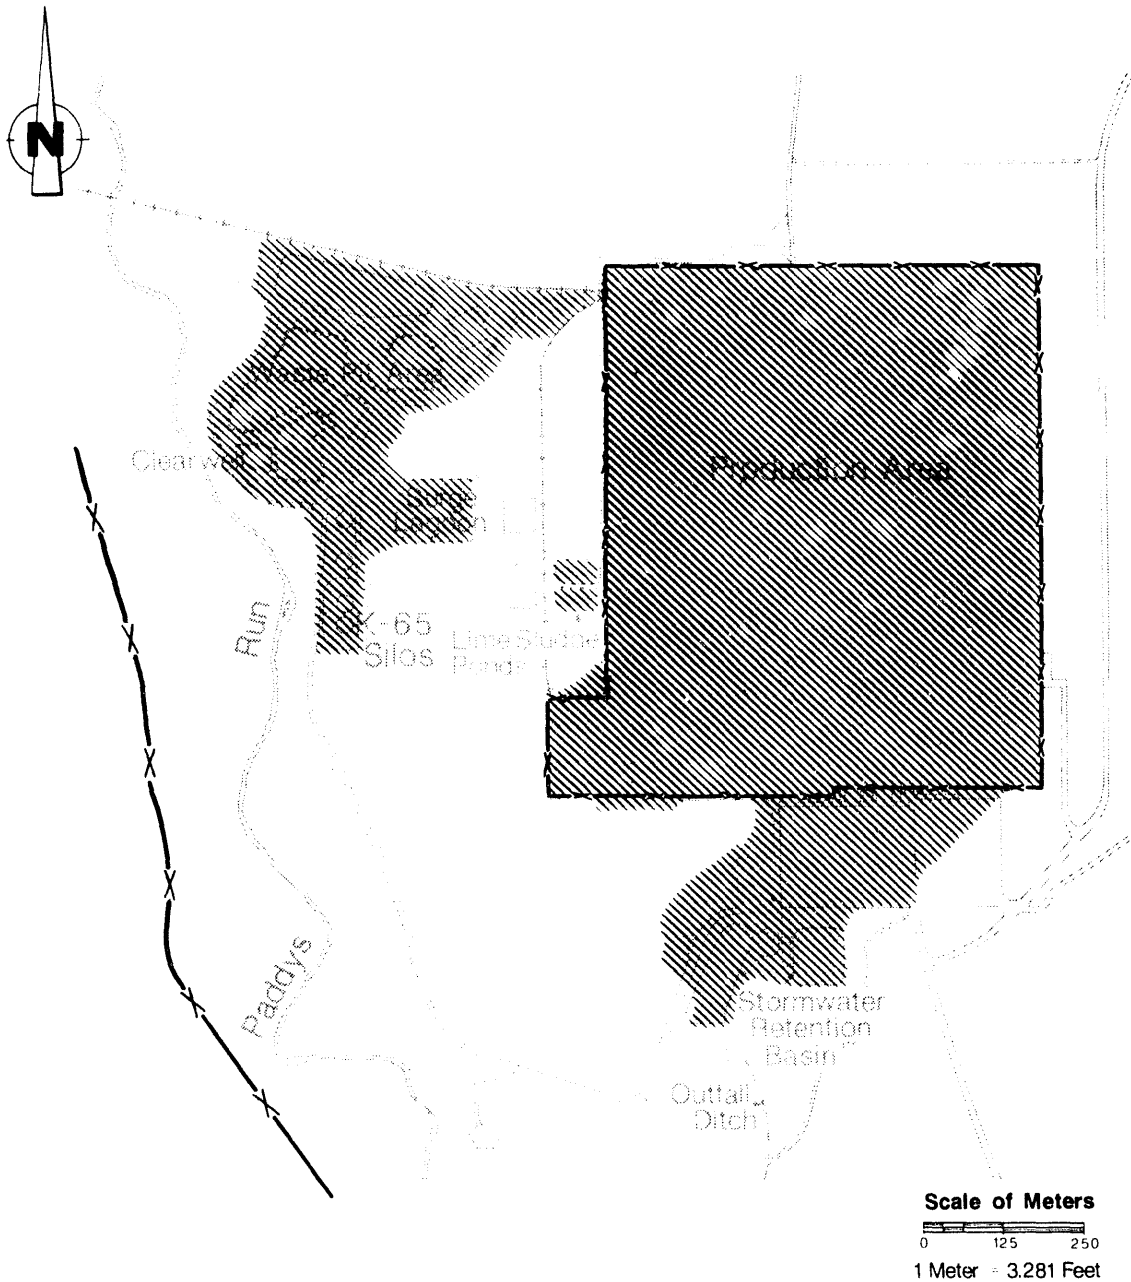 N
Waste Pit Area
Production Area
Clearwell
Surge
Lagoon
Run
K-65
Silos
Lime Sludge
Ponds
Paddys
Stormwater
Retention
Basin
Outfall
Ditch
Scale of Meters
0 125 250
1 Meter = 3.281 Feet